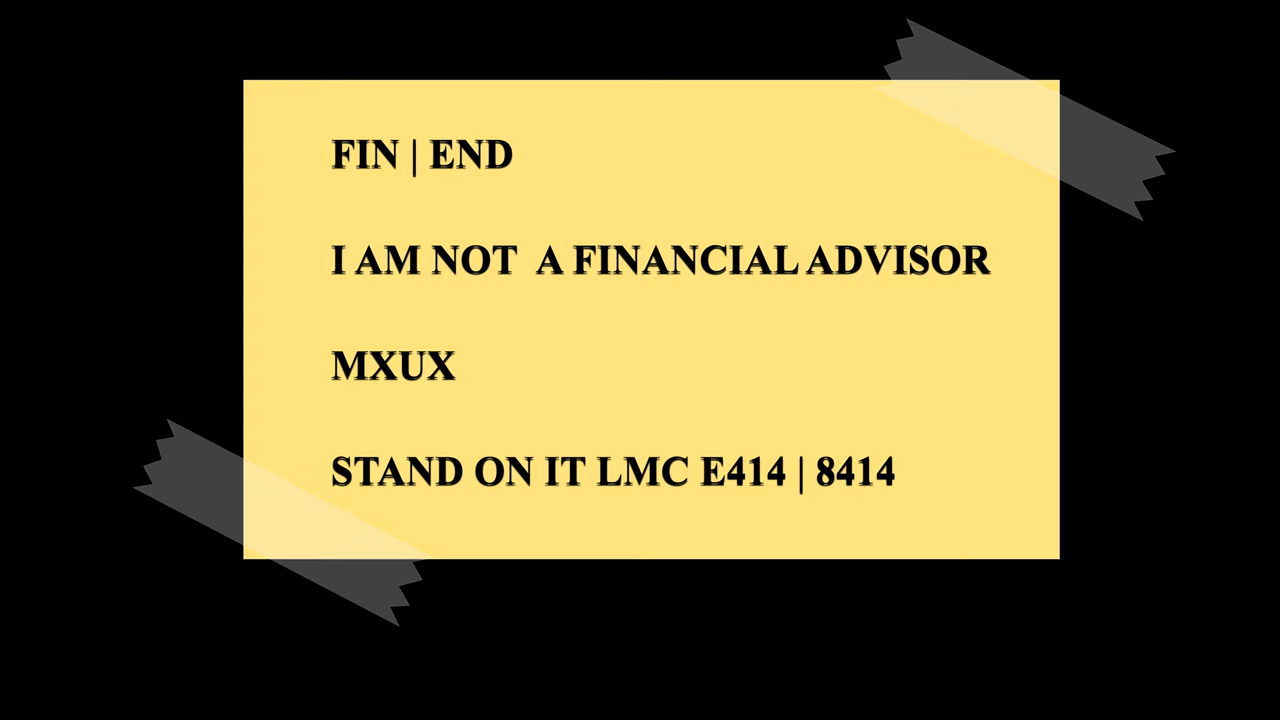 FIN | END
I AM NOT A FINANCIAL ADVISOR
MXUX
STAND ON IT LMC E414 | 8414